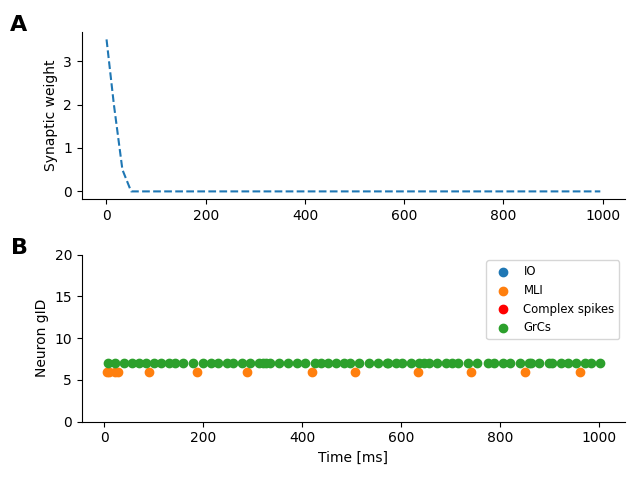 A
Synaptic weight
3
2
1
0
0 200 400 600 800 1000
B
Neuron gID
20
15
10
5
0
IO
MLI
Complex spikes
GrCs
0 200 400 600 800 1000
Time [ms]